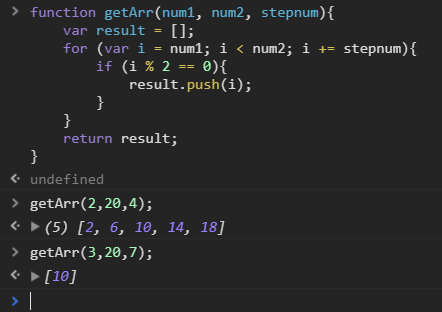 function getArr(num1, num2, stepnum){
    var result = [];
    for (var i = num1; i < num2; i += stepnum){
        if (i % 2 == 0){
            result.push(i);
        }
    }
    return result;
}
undefined
getArr(2,20,4);
(5) [2, 6, 10, 14, 18]
getArr(3,20,7);
[10]